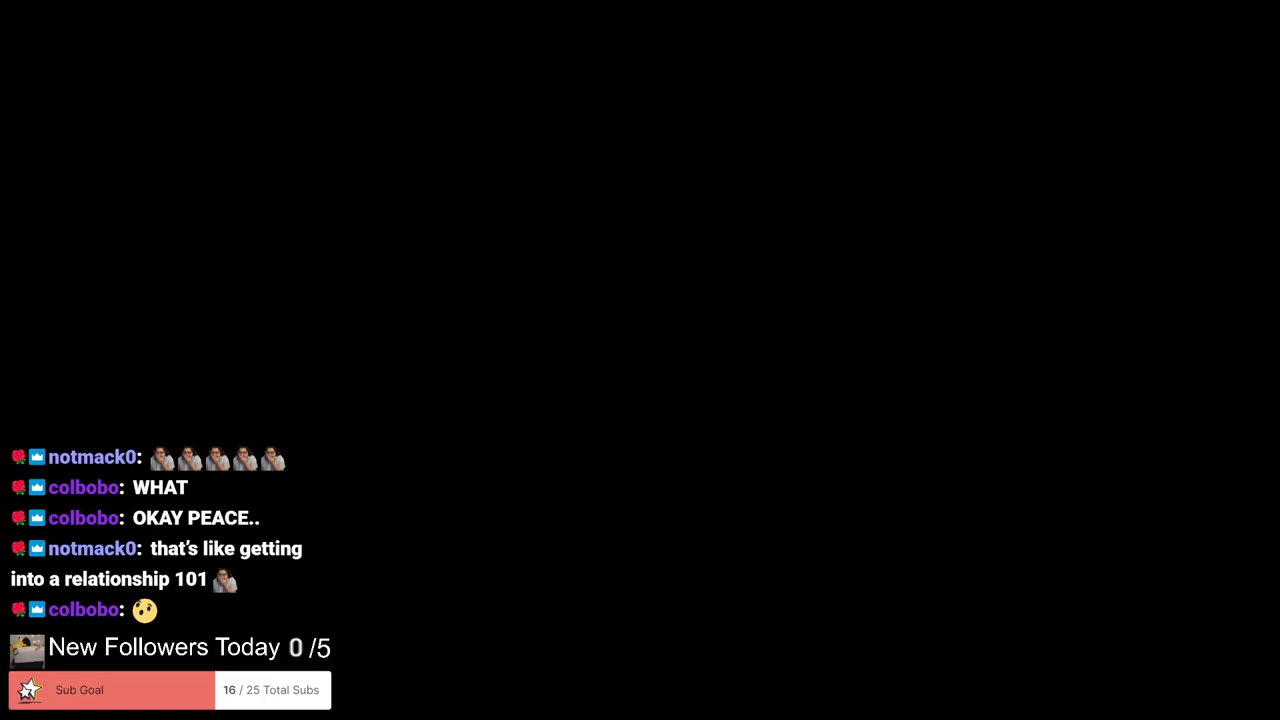 notmack0:
colbobo: WHAT
colbobo: OKAY PEACE..
notmack0: that’s like getting
into a relationship 101
colbobo:
New Followers Today 0 /5
Sub Goal 16 / 25 Total Subs